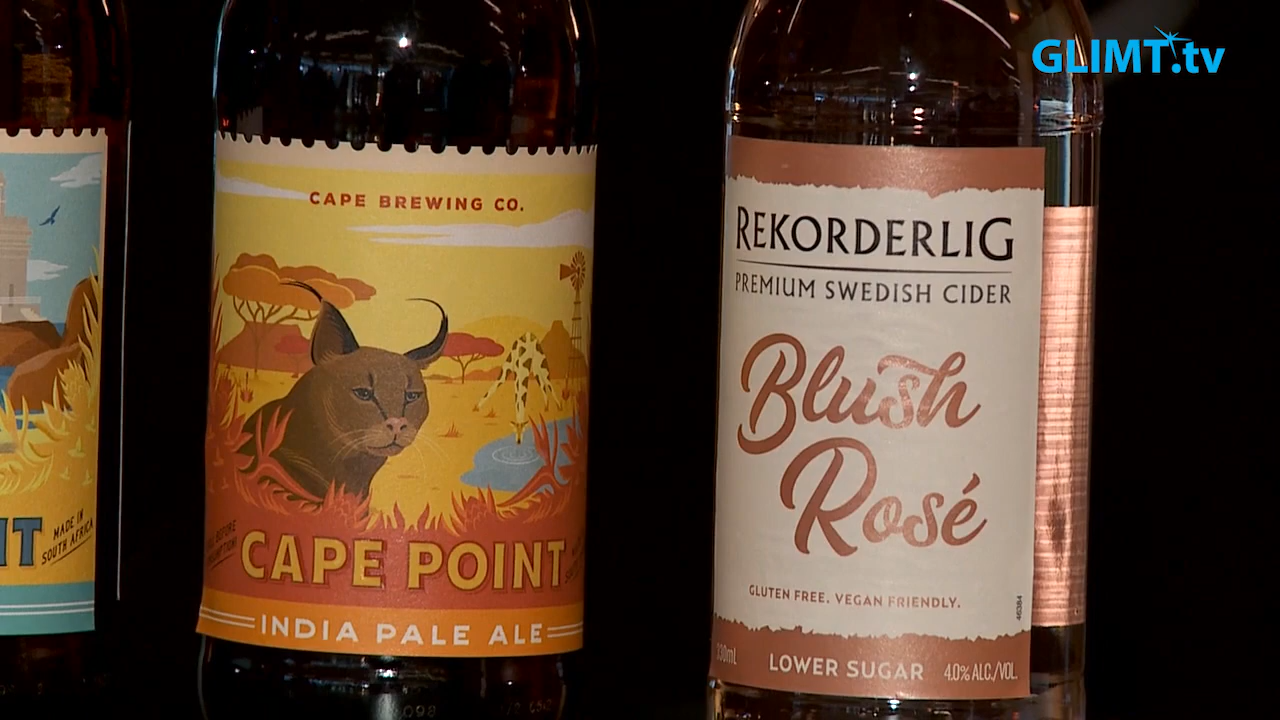 GLIMT.tv
IT
MADE IN
SOUTH AFRICA
CAPE BREWING CO.
CAPE POINT
INDIA PALE ALE
REKORDERLIG
PREMIUM SWEDISH CIDER
Blush
Rosé
GLUTEN FREE. VEGAN FRIENDLY.
46384
330mL
LOWER SUGAR
4.0% ALC./VOL.